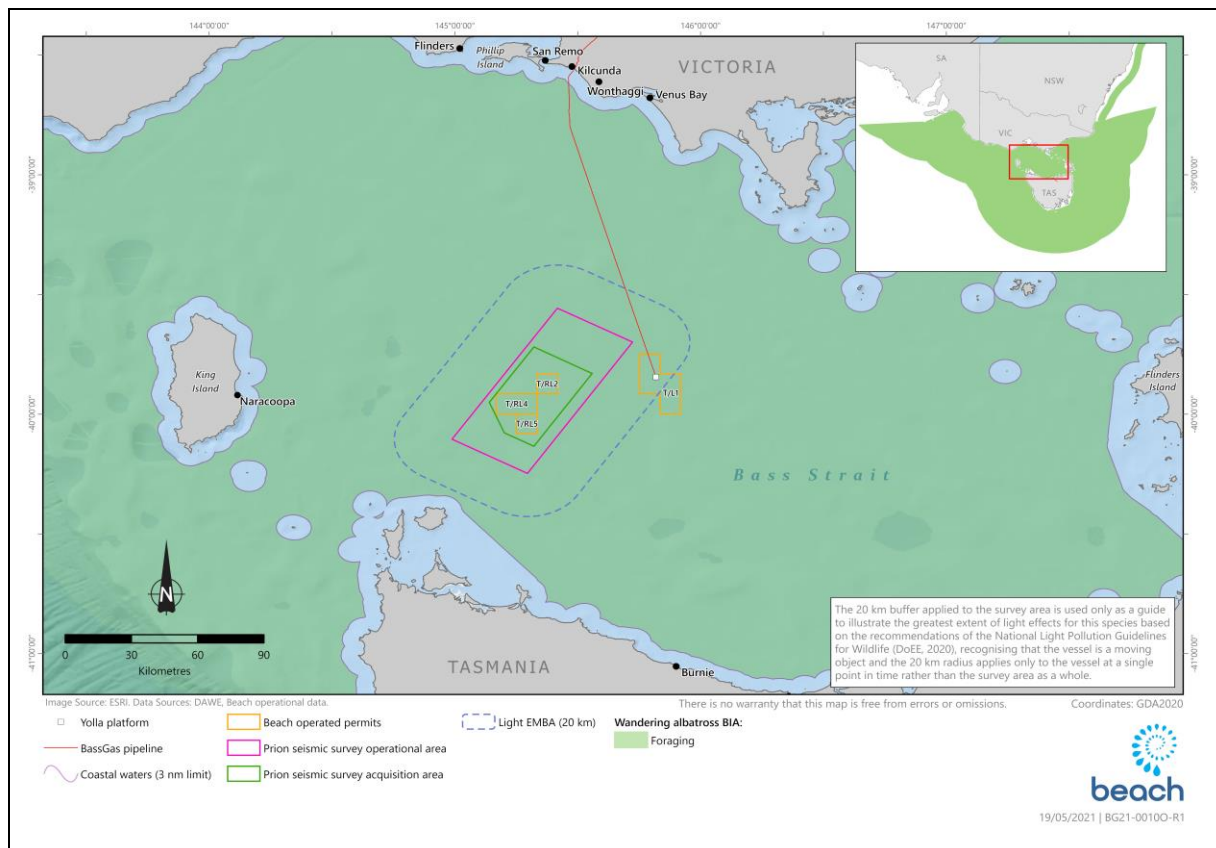 144°00'00"
145°00'00"
146°00'00"
147°00'00"
Flinders
Phillip
Island
San Remo
Kilcunda
Wonthaggi
Venus Bay
VICTORIA
SA
NSW
VIC
TAS
-39°00'00"
-39°00'00"
King
Island
Naracoopa
T/RL2
T/RL4
T/RL5
T/L1
Flinders
Island
-40°00'00"
-40°00'00"
Bass Strait
N
0 30 60 90
Kilometres
TASMANIA
Burnie
-41°00'00"
-41°00'00"
The 20 km buffer applied to the survey area is used only as a guide
to illustrate the greatest extent of light effects for this species based
on the recommendations of the National Light Pollution Guidelines
for Wildlife (DoEE, 2020), recognising that the vessel is a moving
object and the 20 km radius applies only to the vessel at a single
point in time rather than the survey area as a whole.
Image Source: ESRI. Data Sources: DAWE, Beach operational data.
There is no warranty that this map is free from errors or omissions.
Coordinates: GDA2020
Yolla platform
BassGas pipeline
Coastal waters (3 nm limit)
Beach operated permits
Prion seismic survey operational area
Prion seismic survey acquisition area
Light EMBA (20 km)
Wandering albatross BIA:
Foraging
beach
19/05/2021 | BG21-0010O-R1